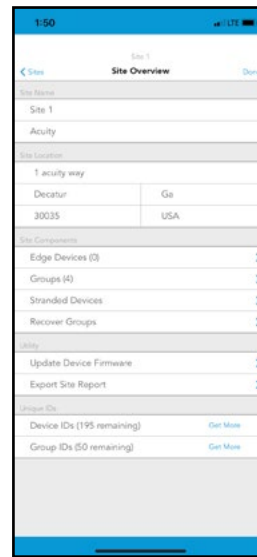 1:50 LTE
Site 1
Sites Site Overview Don
Site Name
Site 1
Acuity
Site Location
1 acuity way
Decatur Ga
30035 USA
Site Components
Edge Devices (0)
Groups (4)
Stranded Devices
Recover Groups
Utility
Update Device Firmware
Export Site Report
Unique IDs
Device IDs (195 remaining) Get More
Group IDs (50 remaining) Get More